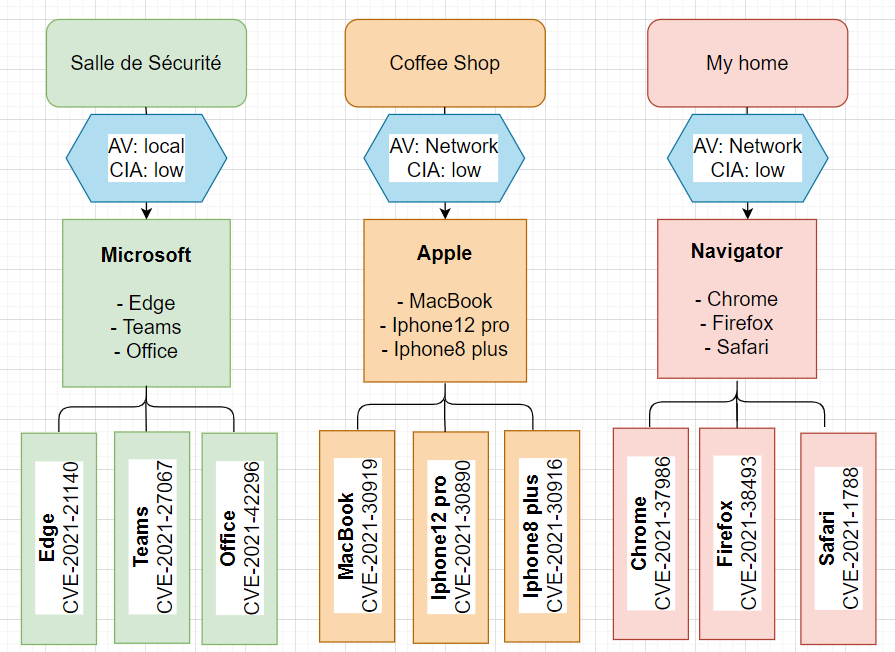 Salle de Sécurité
AV: local
CIA: low
Microsoft
- Edge
- Teams
- Office
Edge
CVE-2021-21140
Teams
CVE-2021-27067
Office
CVE-2021-42296
Coffee Shop
AV: Network
CIA: low
Apple
- MacBook
- Iphone12 pro
- Iphone8 plus
MacBook
CVE-2021-30919
Iphone12 pro
CVE-2021-30890
Iphone8 plus
CVE-2021-30916
My home
AV: Network
CIA: low
Navigator
- Chrome
- Firefox
- Safari
Chrome
CVE-2021-37986
Firefox
CVE-2021-38493
Safari
CVE-2021-1788